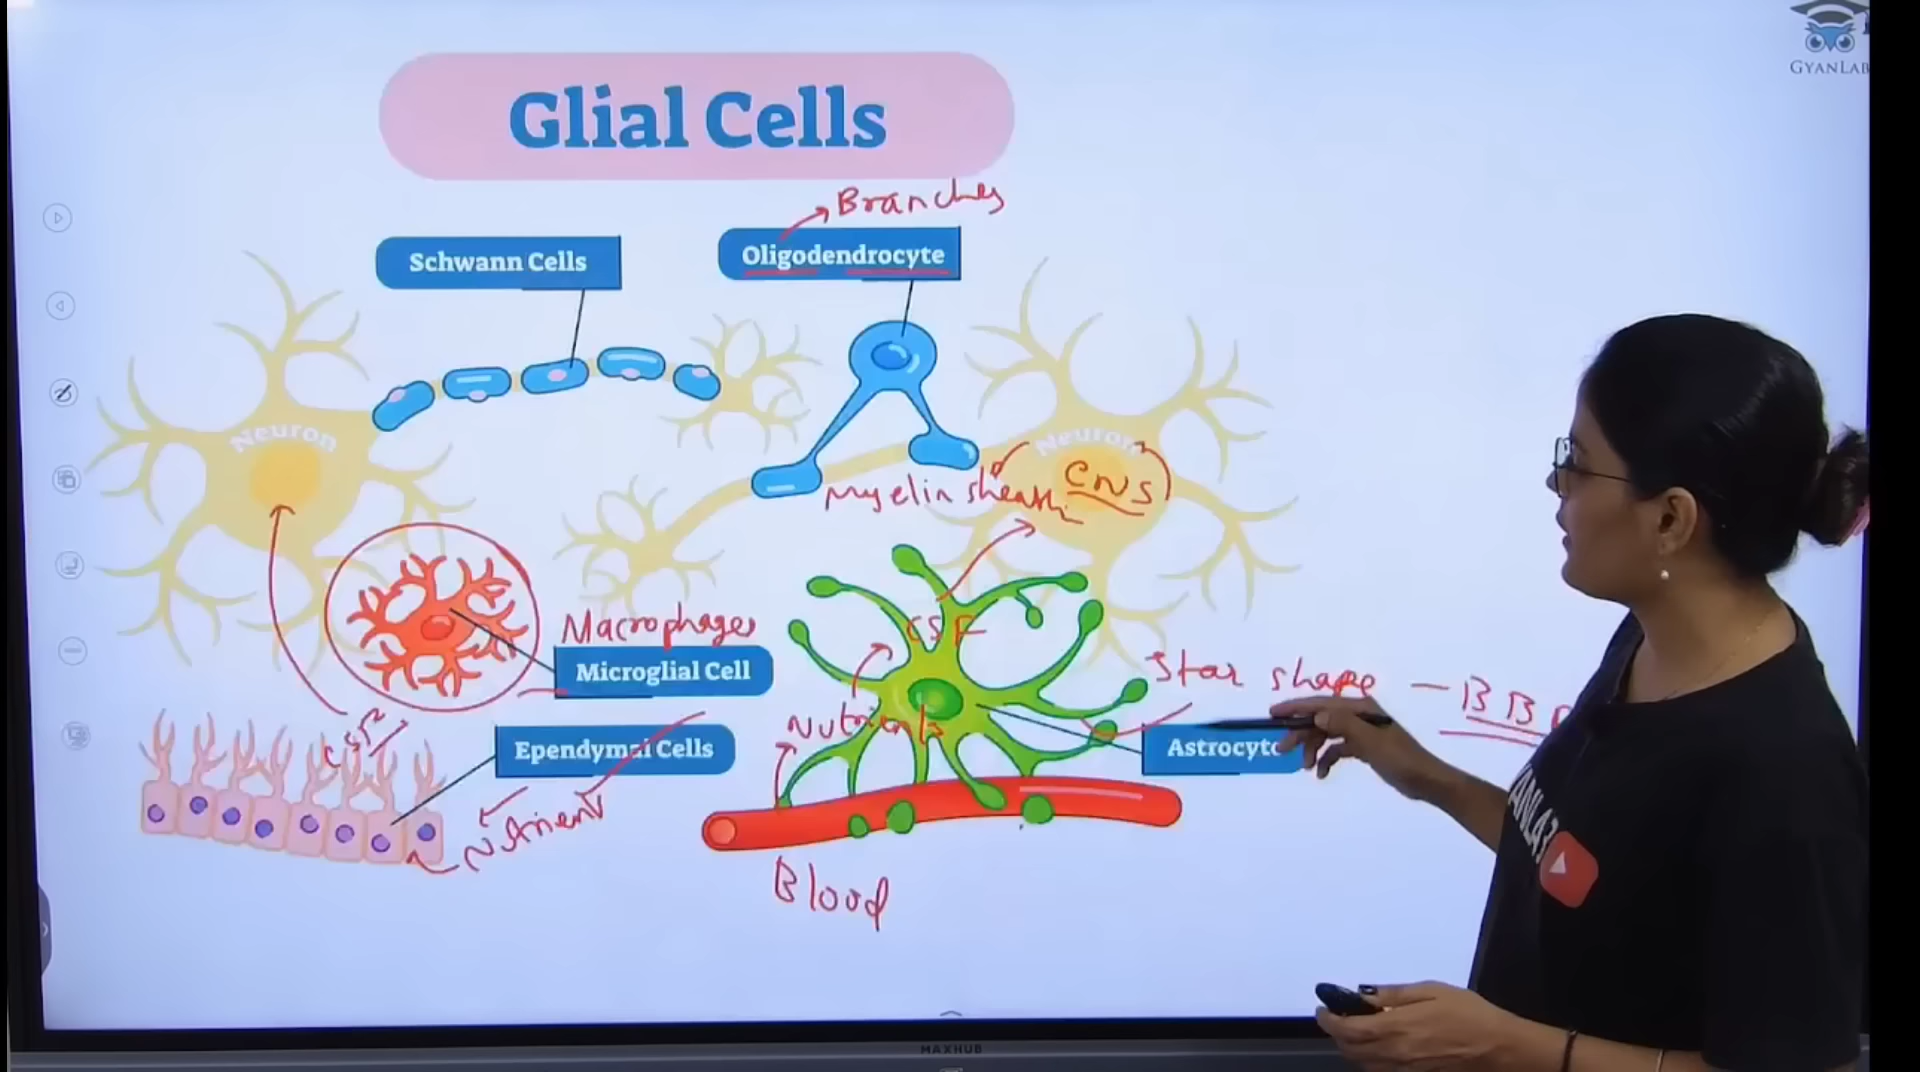 GYANLAB
Glial Cells
Branches
Schwann Cells
Oligodendrocyte
Neuron
Neuron
CNS
Myelin sheath
Macrophages
CSF
Star shape - BB
Microglial Cell
CSF
Nutrients
Ependymal Cells
Astrocyte
Nutrient
Blood
MAXHUB